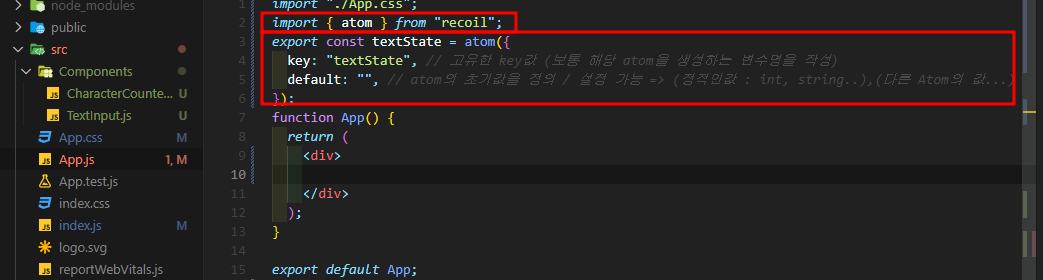 node_modules
public
src
Components
CharacterCounte... U
TextInput.js U
App.css M
App.js 1, M
App.test.js
index.css
index.js M
logo.svg
reportWebVitals.js
1 import "./App.css";
2 import { atom } from "recoil";
3 export const textState = atom({
4 key: "textState", // 고유한 key값 (보통 해당 atom을 생성하는 변수명을 작성)
5 default: "", // atom의 초기값을 정의 / 설정 가능 => (정적인값 : int, string..),(다른 Atom의 값...)
6 });
7 function App() {
8 return (
9 <div>
10
11 </div>
12 );
13 }
14
15 export default App;